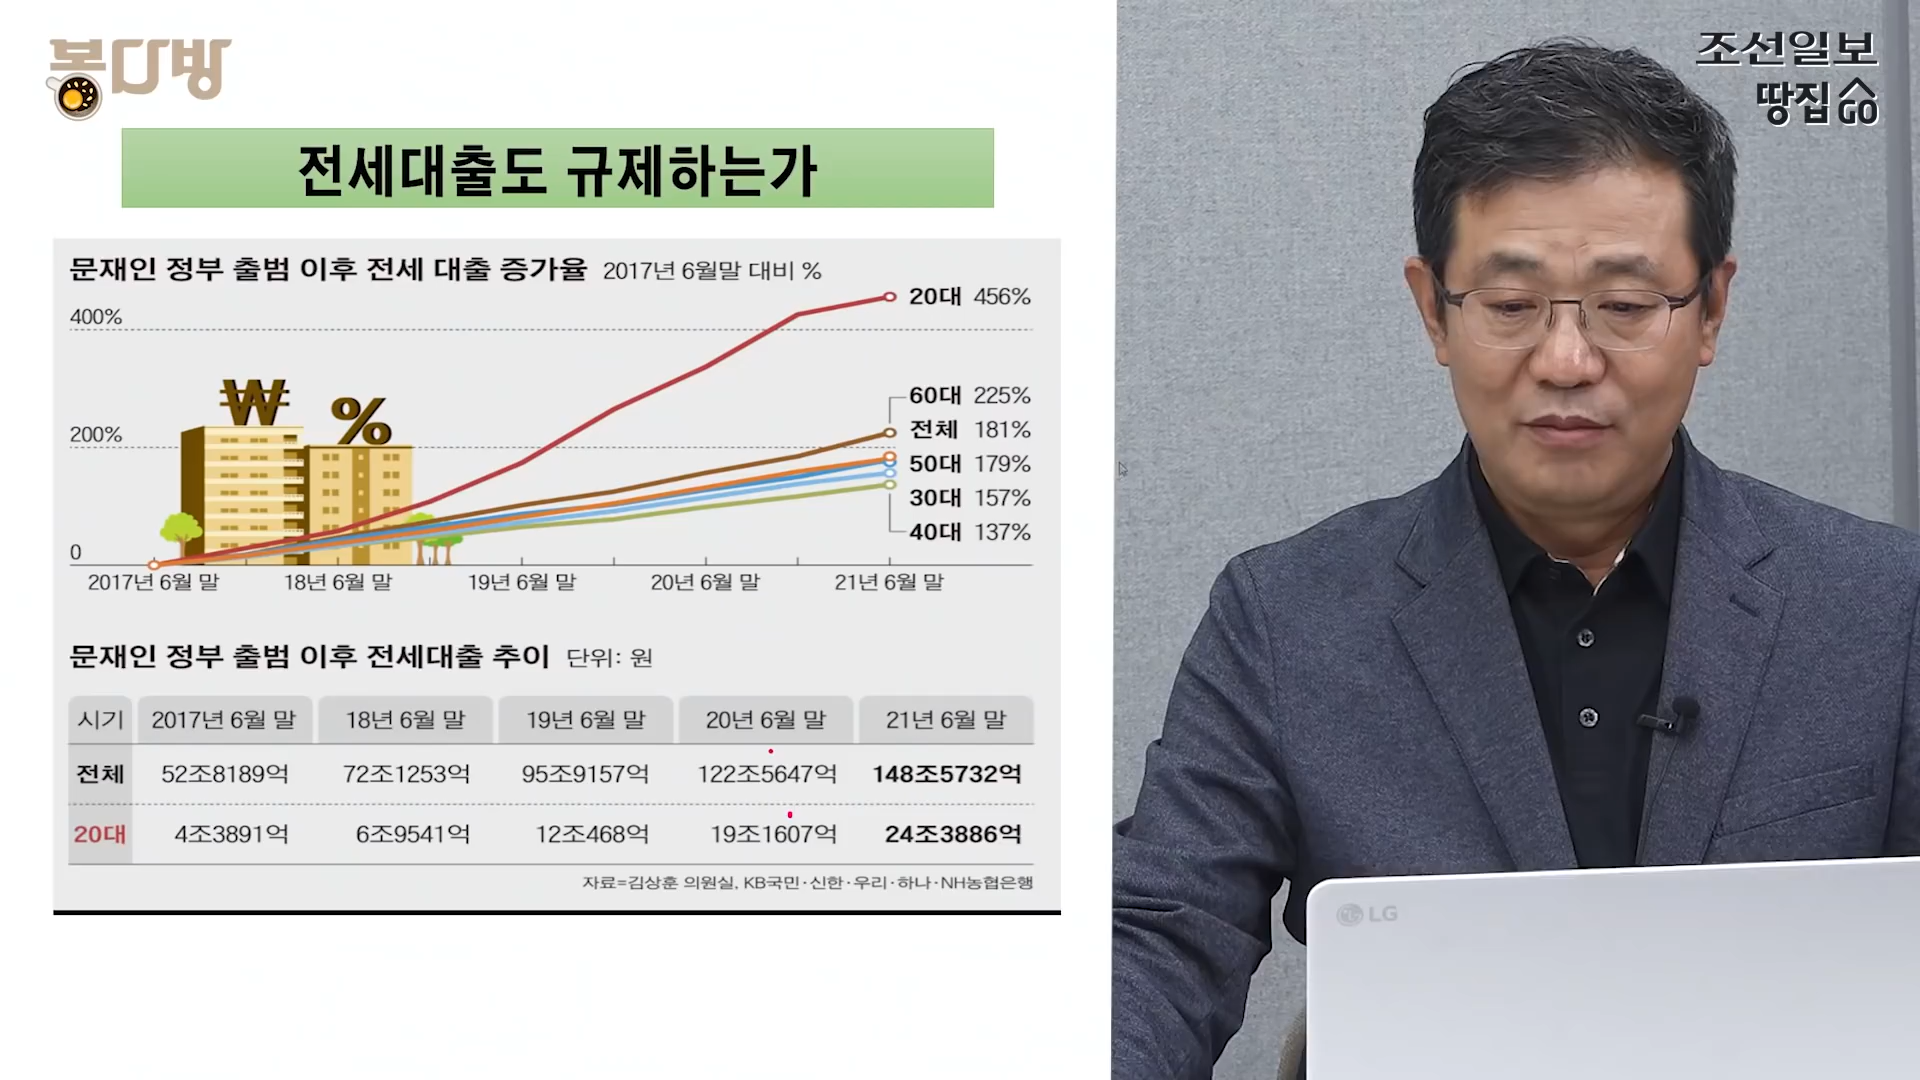 봉다방
조선일보
땅집GO
전세대출도 규제하는가
문재인 정부 출범 이후 전세 대출 증가율 2017년 6월말 대비 %
400%
200%
0
₩
%
20대 456%
60대 225%
전체 181%
50대 179%
30대 157%
40대 137%
2017년 6월 말 18년 6월 말 19년 6월 말 20년 6월 말 21년 6월 말
문재인 정부 출범 이후 전세대출 추이 단위: 원
시기 2017년 6월 말 18년 6월 말 19년 6월 말 20년 6월 말 21년 6월 말
전체 52조8189억 72조1253억 95조9157억 122조5647억 148조5732억
20대 4조3891억 6조9541억 12조468억 19조1607억 24조3886억
자료=김상훈 의원실, KB국민·신한·우리·하나·NH농협은행
LG